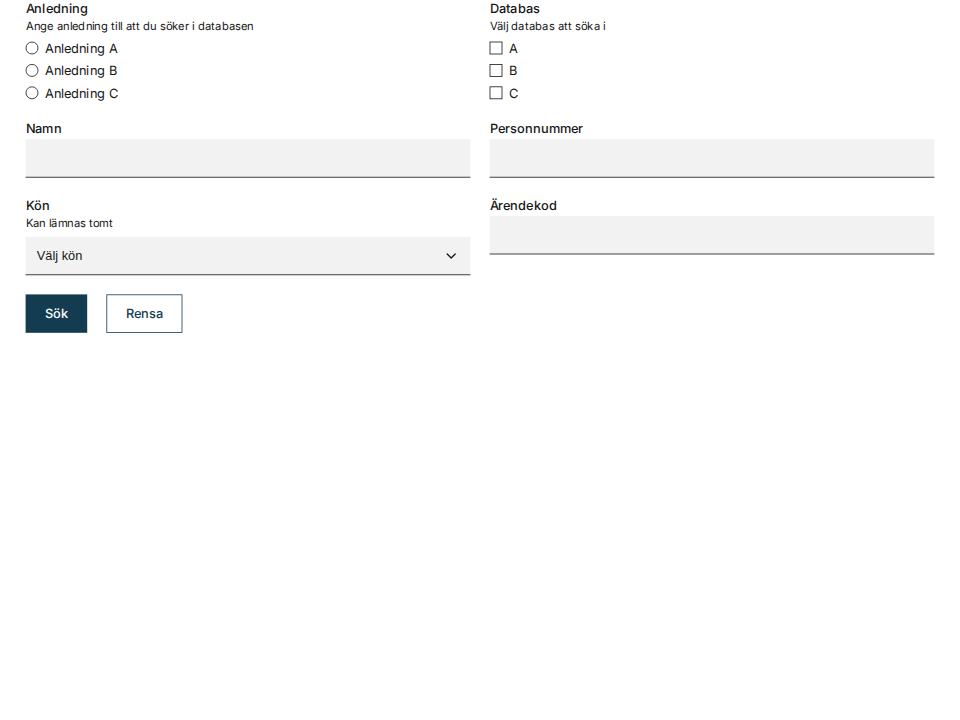 Anledning
Ange anledning till att du söker i databasen
Anledning A
Anledning B
Anledning C
Databas
Välj databas att söka i
A
B
C
Namn
Personnummer
Kön
Kan lämnas tomt
Välj kön
Ärendekod
Sök
Rensa